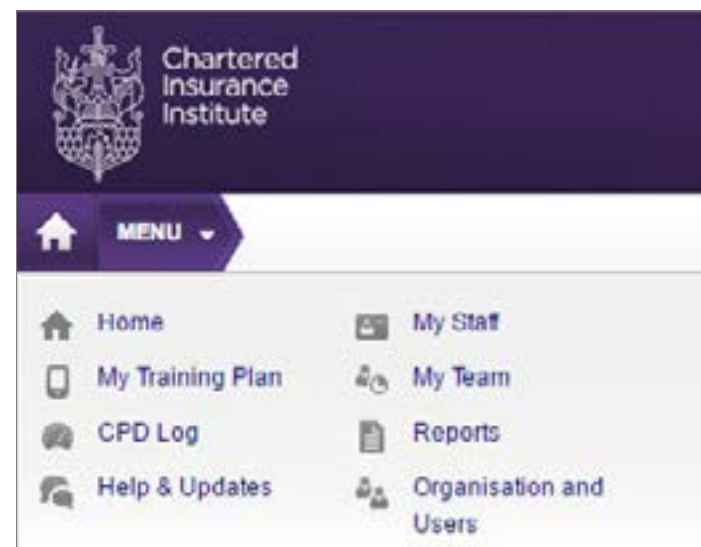 Chartered
Insurance
Institute
MENU
Home
My Staff
My Training Plan
My Team
CPD Log
Reports
Help & Updates
Organisation and
Users